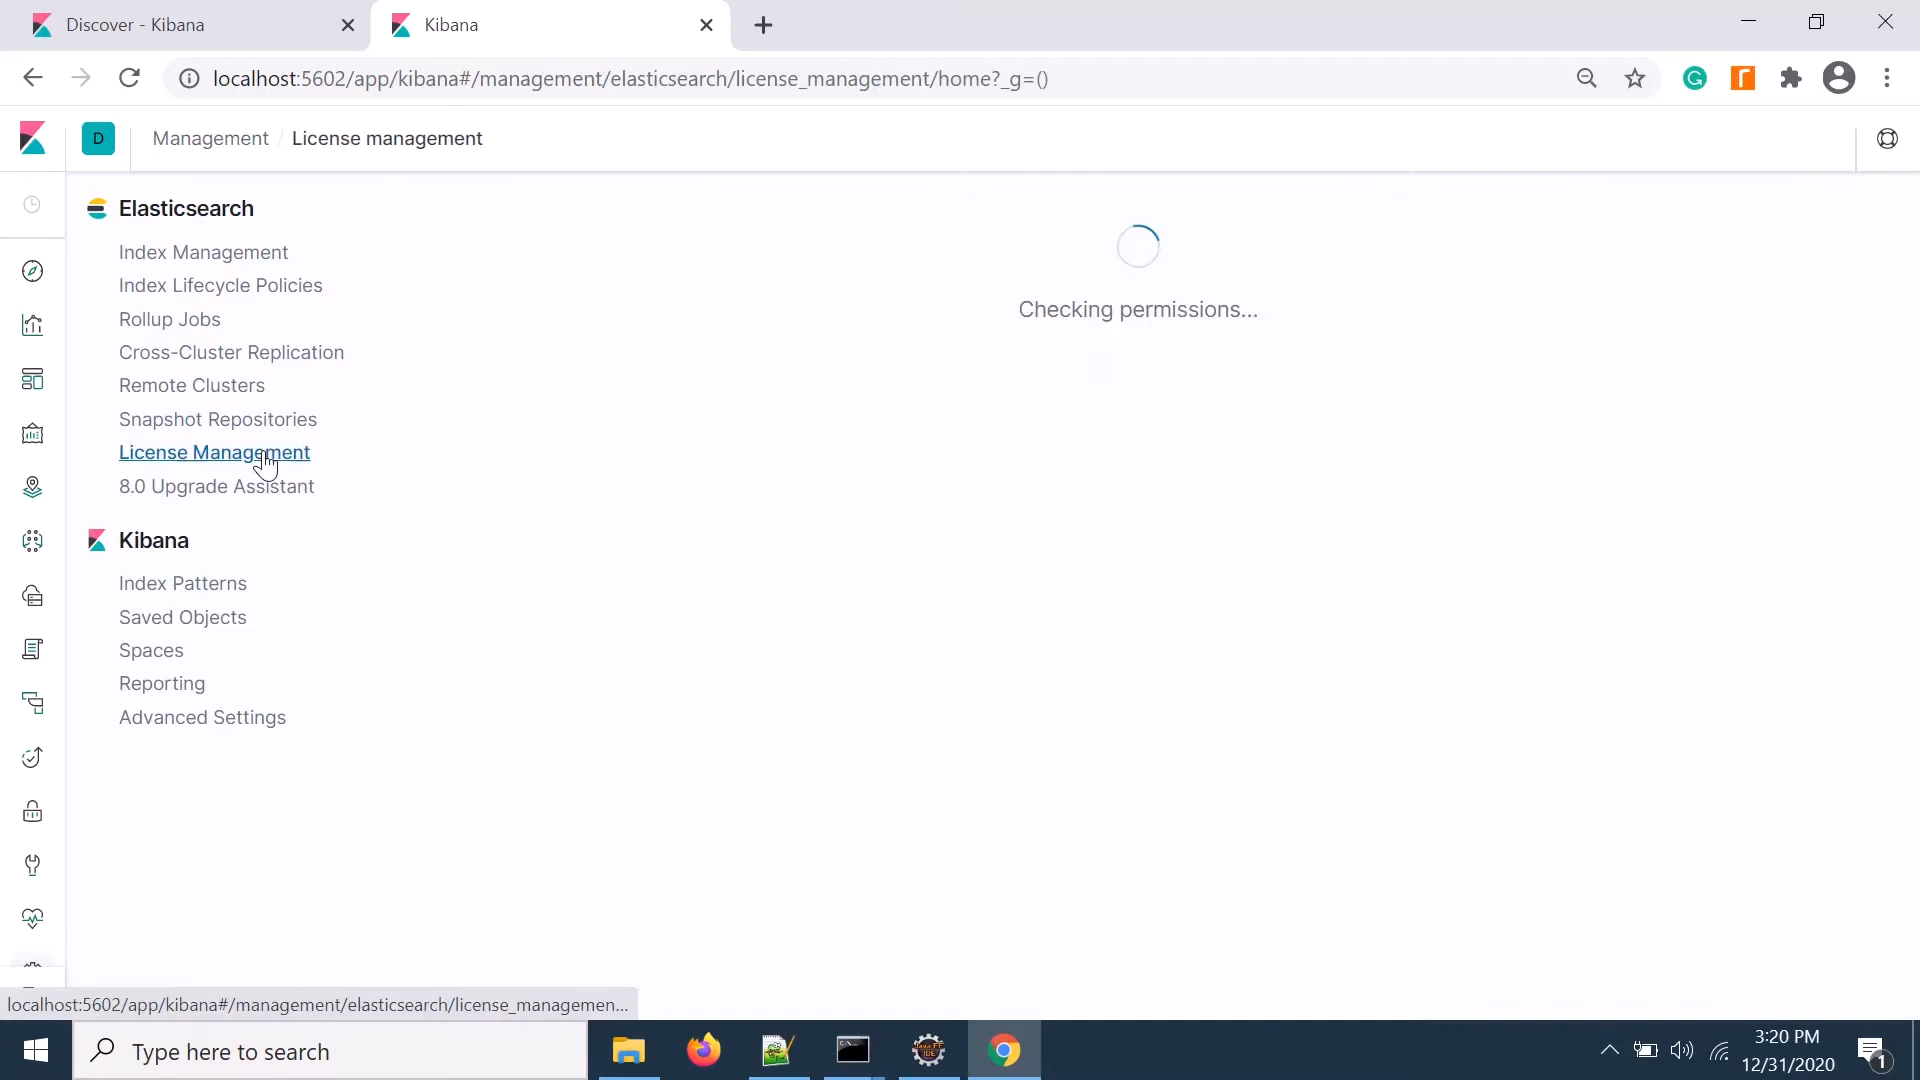 Discover - Kibana
Kibana
localhost:5602/app/kibana#/management/elasticsearch/license_management/home?_g=()
D
Management / License management
Elasticsearch
Index Management
Index Lifecycle Policies
Rollup Jobs
Cross-Cluster Replication
Remote Clusters
Snapshot Repositories
License Management
8.0 Upgrade Assistant
Checking permissions...
Kibana
Index Patterns
Saved Objects
Spaces
Reporting
Advanced Settings
localhost:5602/app/kibana#/management/elasticsearch/license_managemen...
Type here to search
3:20 PM
12/31/2020
1